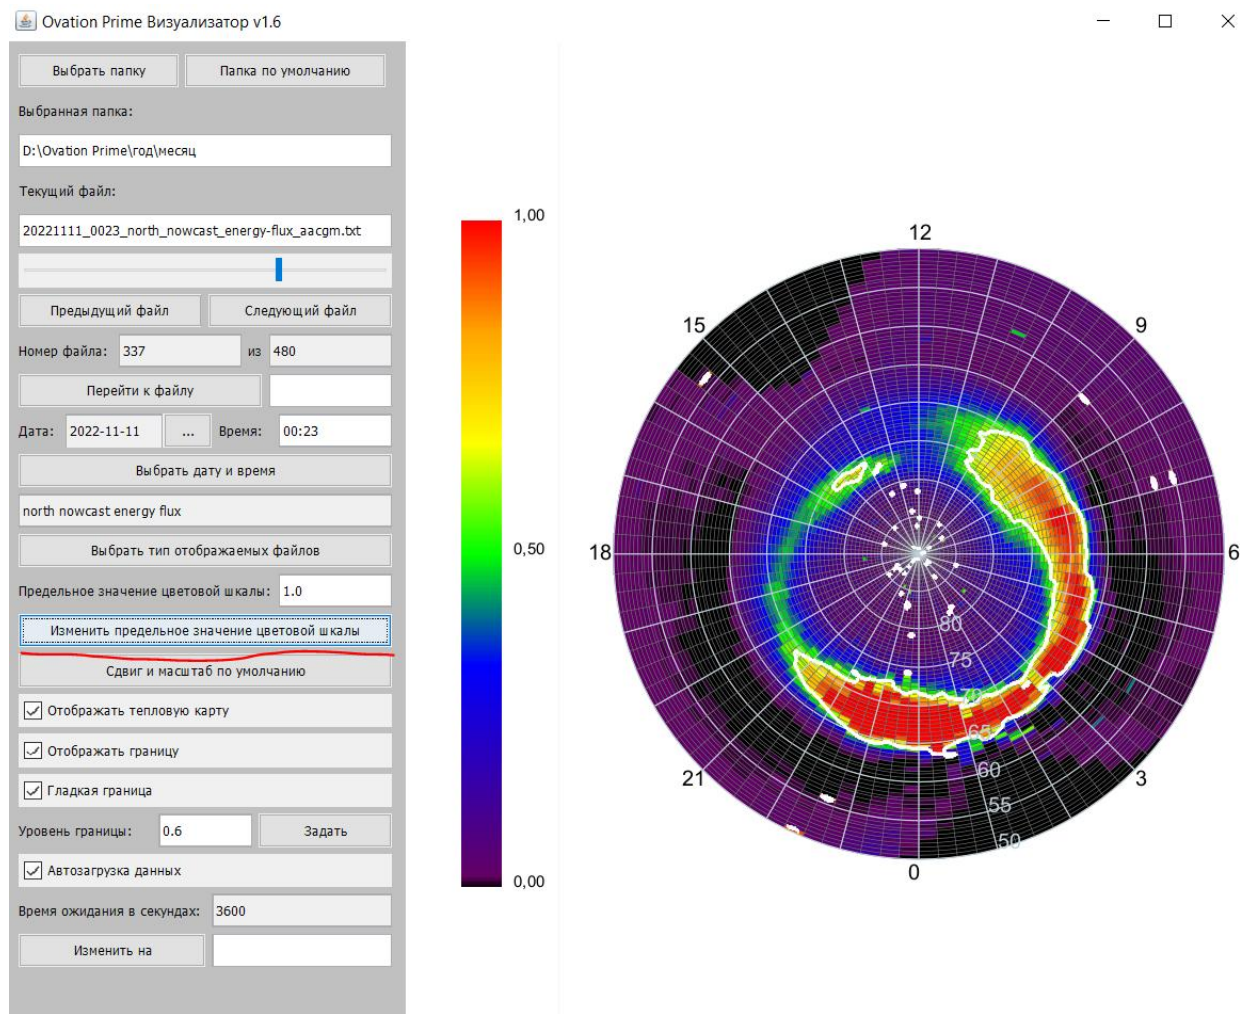 Ovation Prime Визуализатор v1.6
Выбрать папку
Папка по умолчанию
Выбранная папка:
D:\Ovation Prime\год\месяц
Текущий файл:
20221111_0023_north_nowcast_energy-flux_aacgm.txt
Предыдущий файл
Следующий файл
Номер файла: 337 из 480
Перейти к файлу
Дата: 2022-11-11 ... Время: 00:23
Выбрать дату и время
north nowcast energy flux
Выбрать тип отображаемых файлов
Предельное значение цветовой шкалы: 1.0
Изменить предельное значение цветовой шкалы
Сдвиг и масштаб по умолчанию
Отображать тепловую карту
Отображать границу
Гладкая граница
Уровень границы: 0.6 Задать
Автозагрузка данных
Время ожидания в секундах: 3600
Изменить на
1,00
0,50
0,00
12
15
9
18
6
21
3
0
80
75
70
65
60
55
50